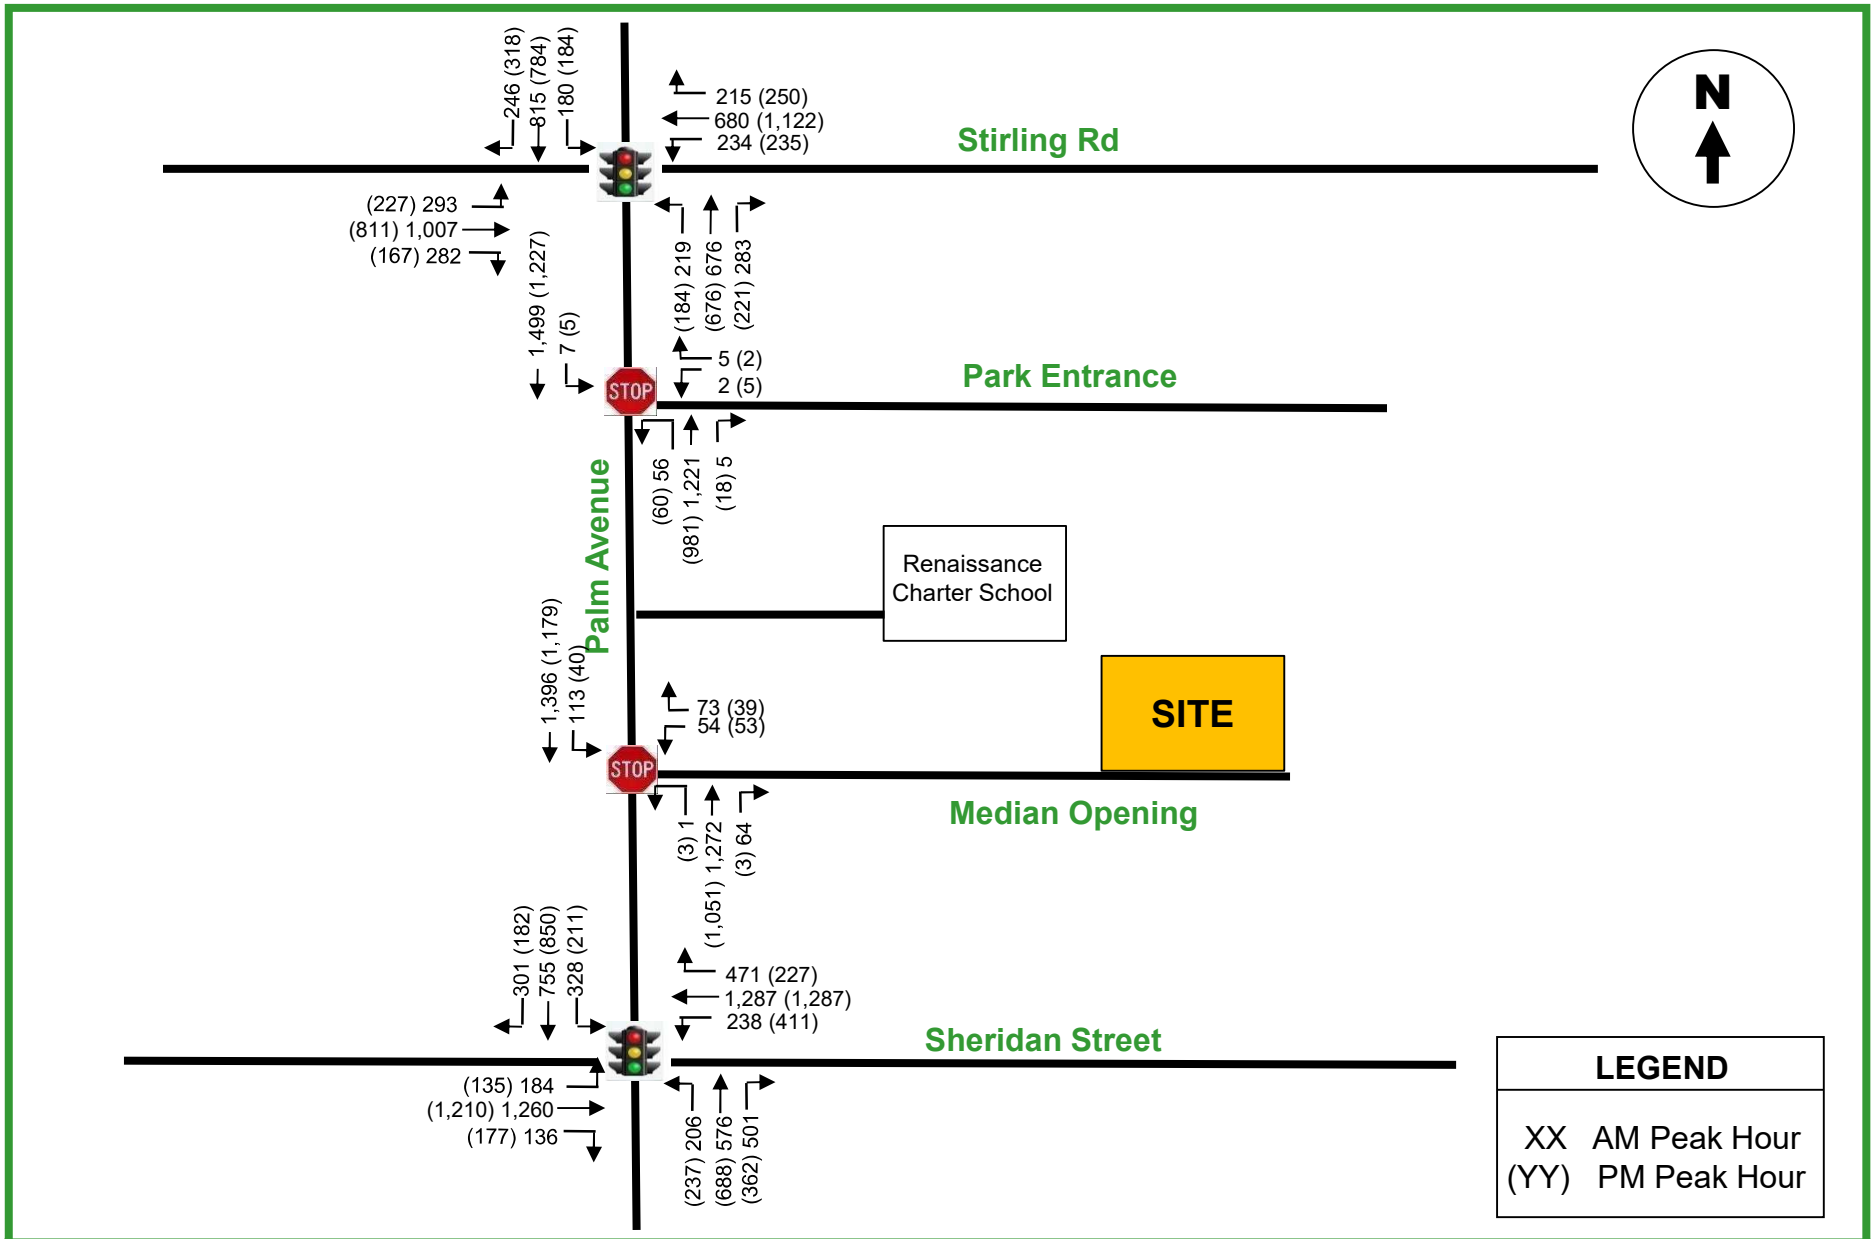 246 (318)
815 (784)
180 (184)
215 (250)
680 (1,122)
234 (235)
Stirling Rd
N
(227) 293
(811) 1,007
(167) 282
(184) 219
(676) 676
(221) 283
1,499 (1,227)
7 (5)
5 (2)
2 (5)
STOP
Park Entrance
(60) 56
(981) 1,221
(18) 5
Palm Avenue
Renaissance
Charter School
1,396 (1,179)
113 (40)
73 (39)
54 (53)
SITE
STOP
Median Opening
(3) 1
(1,051) 1,272
(3) 64
301 (182)
755 (850)
328 (211)
471 (227)
1,287 (1,287)
238 (411)
Sheridan Street
(135) 184
(1,210) 1,260
(177) 136
(237) 206
(688) 576
(362) 501
LEGEND
XX AM Peak Hour
(YY) PM Peak Hour